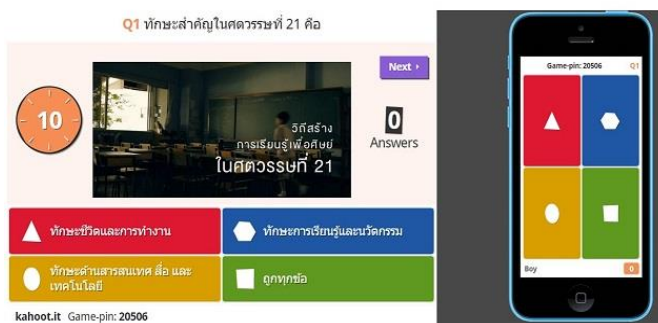 Q1 ทักษะสำคัญในศตวรรษที่ 21 คือ
Next ›
10
วิถีสร้าง
การเรียนรู้เพื่อศิษย์
ในศตวรรษที่ 21
0
Answers
ทักษะชีวิตและการทำงาน
ทักษะการเรียนรู้และนวัตกรรม
ทักษะด้านสารสนเทศ สื่อ และ
เทคโนโลยี
ถูกทุกข้อ
kahoot.it Game-pin: 20506
Game-pin: 20506 Q1
Boy 0